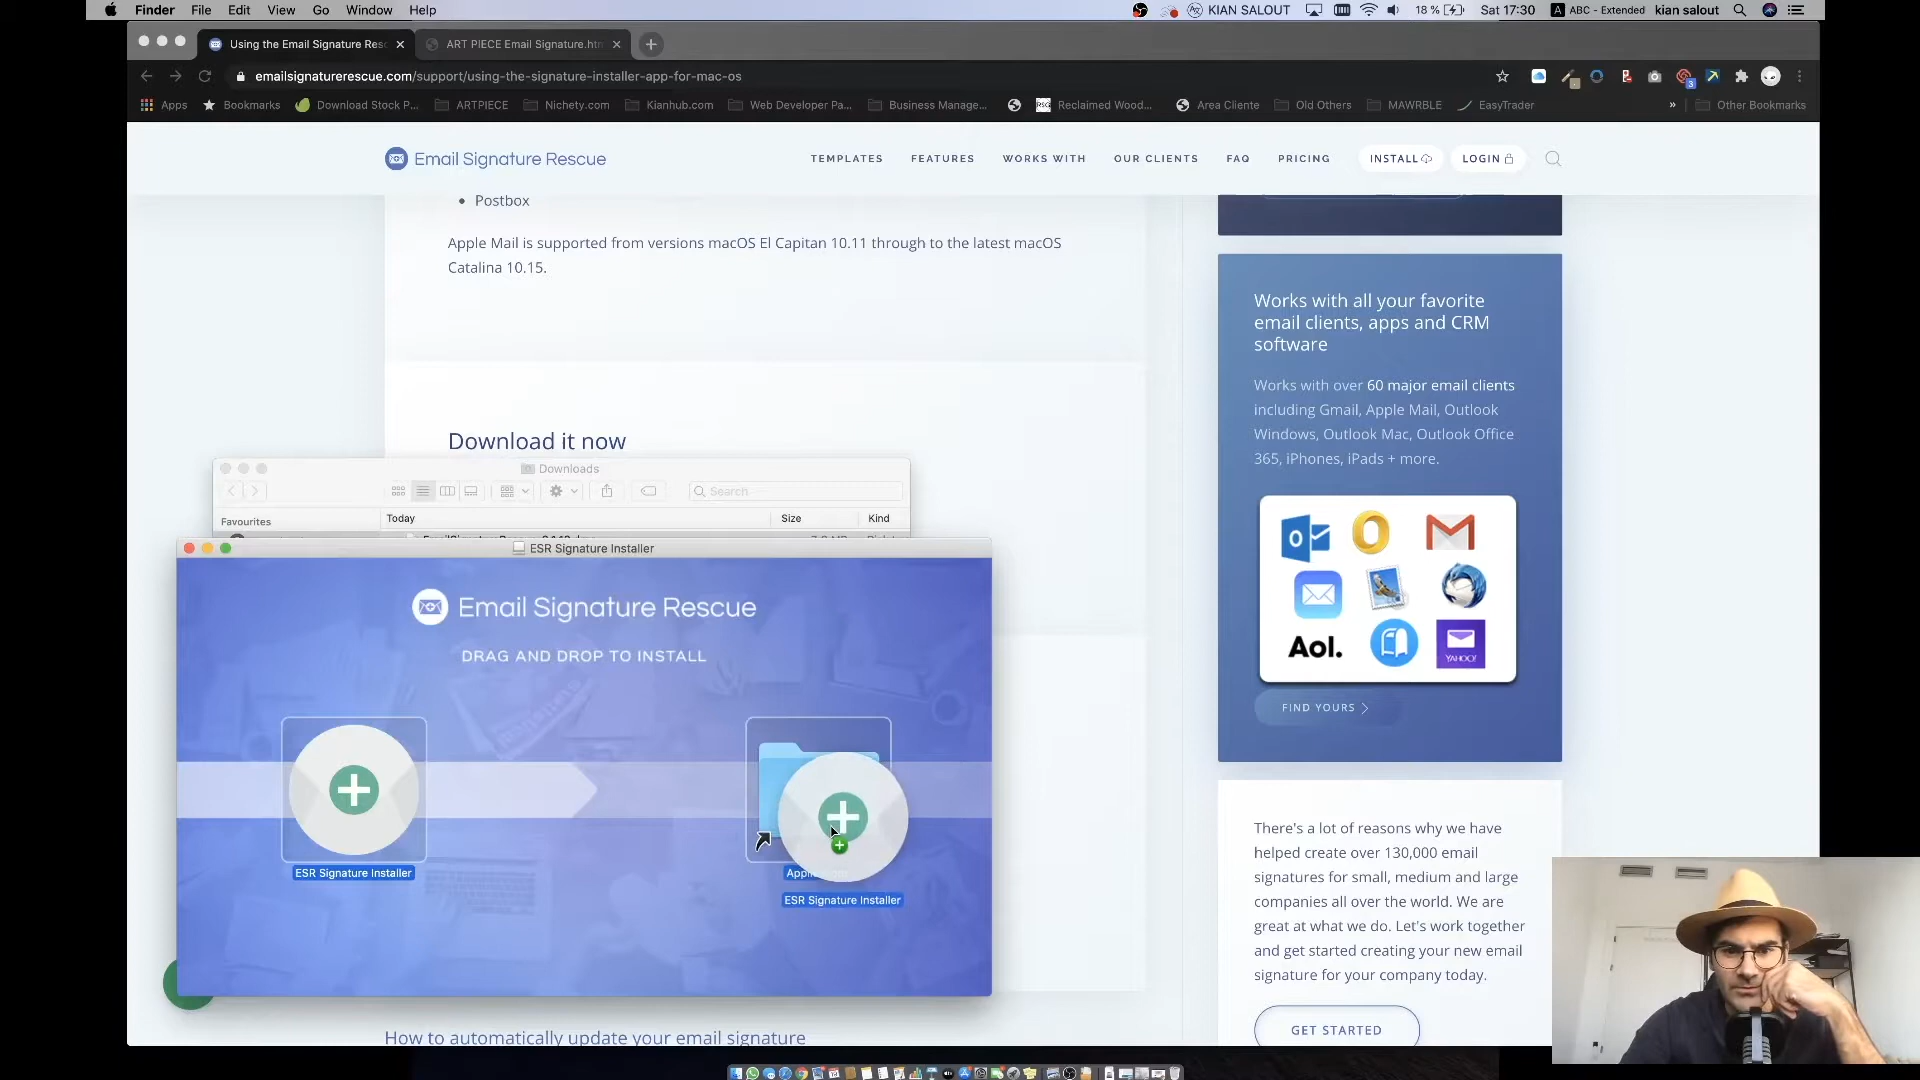 Finder File Edit View Go Window Help
KIAN SALOUT 18 % Sat 17:30 A ABC - Extended kian salout
Using the Email Signature Resc
ART PIECE Email Signature.htm
emailsignaturerescue.com/support/using-the-signature-installer-app-for-mac-os
Apps Bookmarks Download Stock P... ARTPIECE Nichety.com Kianhub.com Web Developer Pa... Business Manage... Reclaimed Wood... Area Cliente Old Others MAWRBLE EasyTrader » Other Bookmarks
Email Signature Rescue
TEMPLATES FEATURES WORKS WITH OUR CLIENTS FAQ PRICING INSTALL LOGIN
Postbox
Apple Mail is supported from versions macOS El Capitan 10.11 through to the latest macOS
Catalina 10.15.
Download it now
Downloads
Search
Favourites
Today Size Kind
ESR Signature Installer
Email Signature Rescue
DRAG AND DROP TO INSTALL
ESR Signature Installer
ESR Signature Installer
How to automatically update your email signature
Works with all your favorite
email clients, apps and CRM
software
Works with over 60 major email clients
including Gmail, Apple Mail, Outlook
Windows, Outlook Mac, Outlook Office
365, iPhones, iPads + more.
Aol.
YAHOO!
FIND YOURS
There's a lot of reasons why we have
helped create over 130,000 email
signatures for small, medium and large
companies all over the world. We are
great at what we do. Let's work together
and get started creating your new email
signature for your company today.
GET STARTED